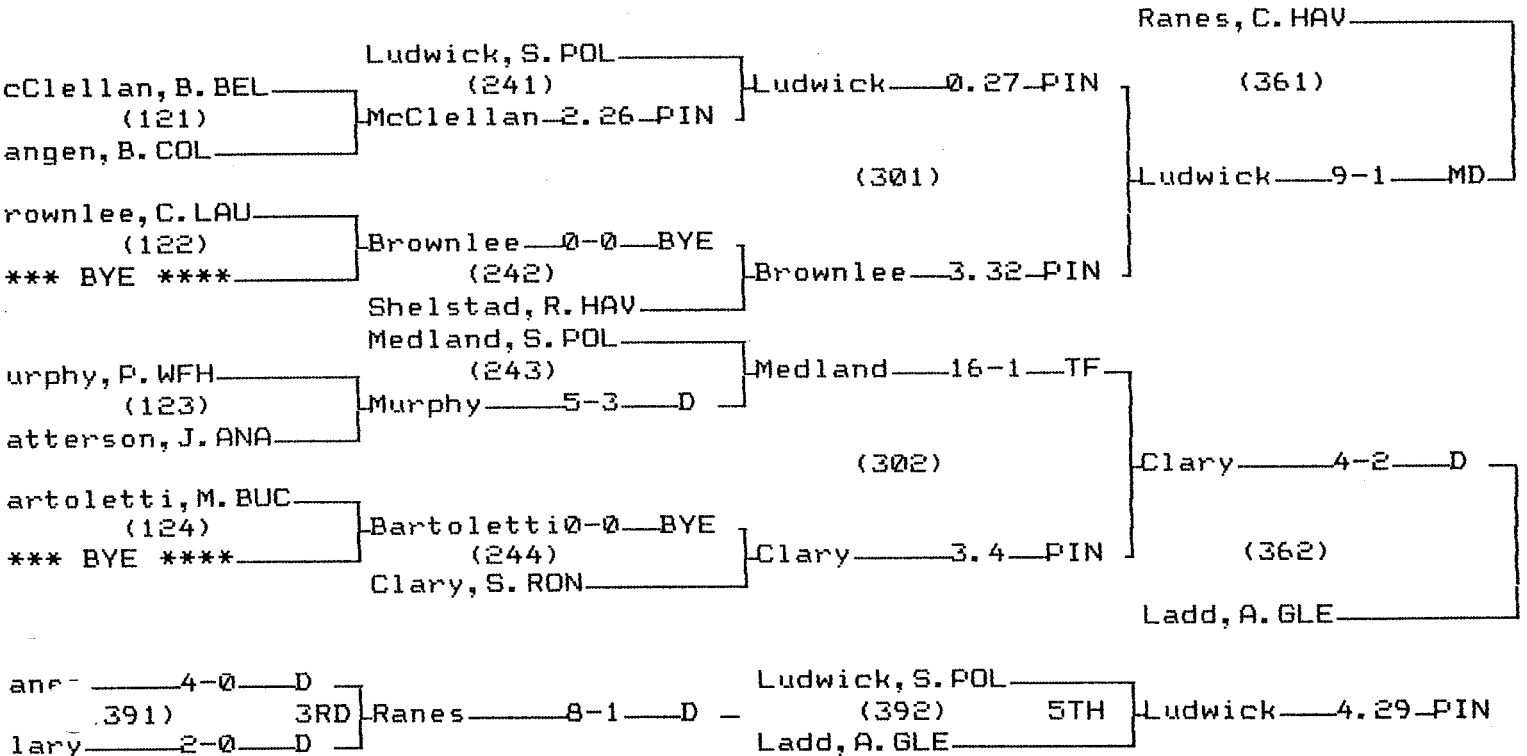 Ranes, C. HAV
Ludwick, S. POL
cClellan, B. BEL (241) Ludwick 0.27 PIN (361)
(121) McClellan 2.26 PIN
angen, B. COL
(301) Ludwick 9-1 MD
rownlee, C. LAU
(122) Brownlee 0-0 BYE
*** BYE **** (242) Brownlee 3.32 PIN
Shelstad, R. HAV
Medland, S. POL
urphy, P. WFH (243) Medland 16-1 TF
(123) Murphy 5-3 D
atterson, J. ANA
(302) Clary 4-2 D
artoletti, M. BUC
(124) Bartoletti 0-0 BYE
*** BYE **** (244) Clary 3.4 PIN (362)
Clary, S. RON
Ladd, A. GLE
4-0 D Ludwick, S. POL
391) 3RD Ranes 8-1 D (392) 5TH Ludwick 4.29 PIN
lary 2-0 D Ladd, A. GLE